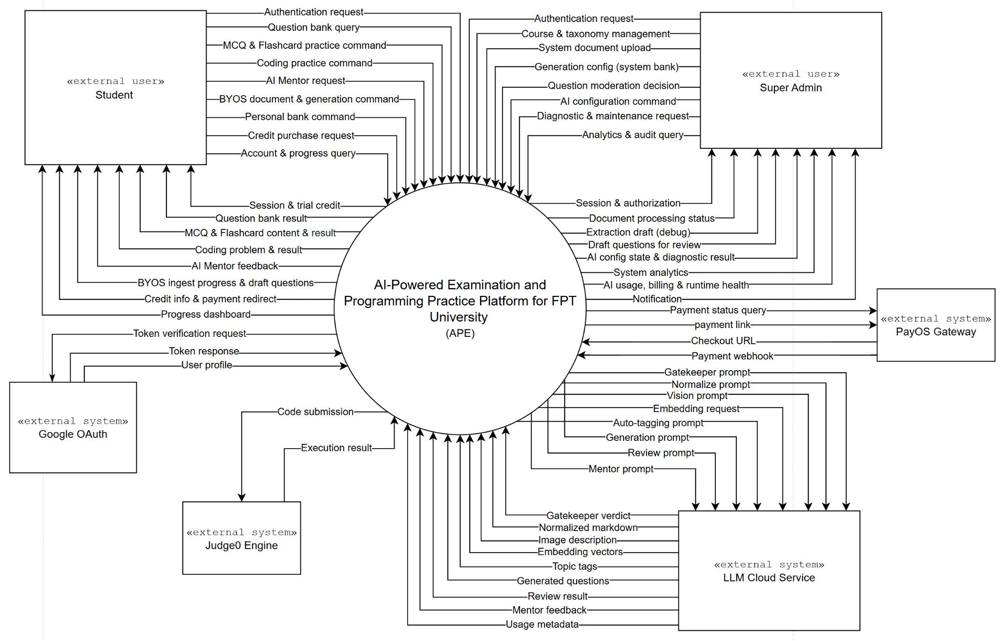 «external user»
Student
Authentication request
Question bank query
MCQ & Flashcard practice command
Coding practice command
AI Mentor request
BYOS document & generation command
Personal bank command
Credit purchase request
Account & progress query
Authentication request
Course & taxonomy management
System document upload
Generation config (system bank)
Question moderation decision
AI configuration command
Diagnostic & maintenance request
Analytics & audit query
«external user»
Super Admin
Session & trial credit
Question bank result
MCQ & Flashcard content & result
Coding problem & result
AI Mentor feedback
BYOS ingest progress & draft questions
Credit info & payment redirect
Progress dashboard
Token verification request
Token response
User profile
AI-Powered Examination and
Programming Practice Platform for FPT
University
(APE)
Session & authorization
Document processing status
Extraction draft (debug)
Draft questions for review
AI config state & diagnostic result
System analytics
AI usage, billing & runtime health
Notification
Payment status query
payment link
Checkout URL
Payment webhook
«external system»
PayOS Gateway
«external system»
Google OAuth
Code submission
Execution result
«external system»
Judge0 Engine
Gatekeeper prompt
Normalize prompt
Vision prompt
Embedding request
Auto-tagging prompt
Generation prompt
Review prompt
Mentor prompt
Gatekeeper verdict
Normalized markdown
Image description
Embedding vectors
Topic tags
Generated questions
Review result
Mentor feedback
Usage metadata
«external system»
LLM Cloud Service